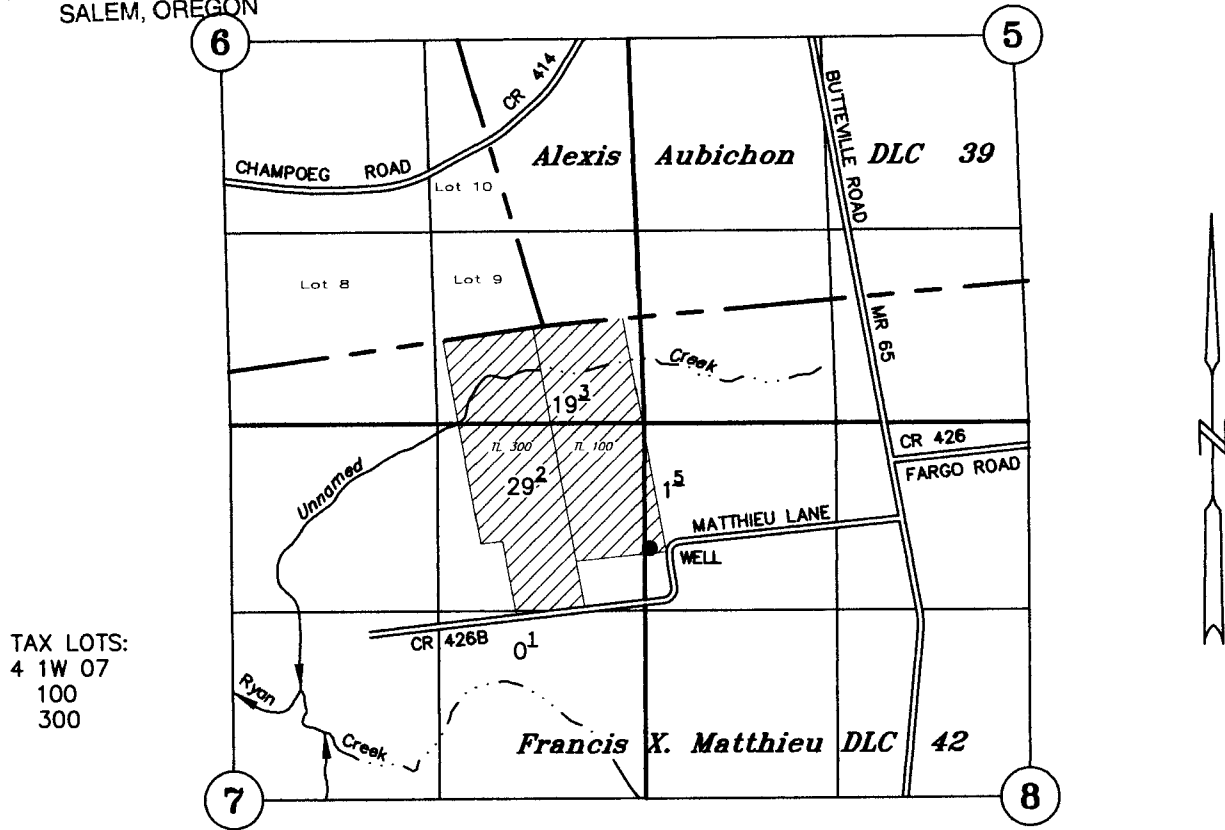 SALEM, OREGON
6
5
CR 414
BUTTEVILLE ROAD
Alexis Aubichon DLC 39
CHAMPOEG ROAD
Lot 10
Lot 8
Lot 9
MR 65
Creek
19 3
TL 300
TL 100
CR 426
FARGO ROAD
Unnamed
29 2
1 5
MATTHIEU LANE
WELL
TAX LOTS:
4 1W 07
100
300
CR 426B
0 1
Ryan
Creek
Francis X. Matthieu DLC 42
7
8
N